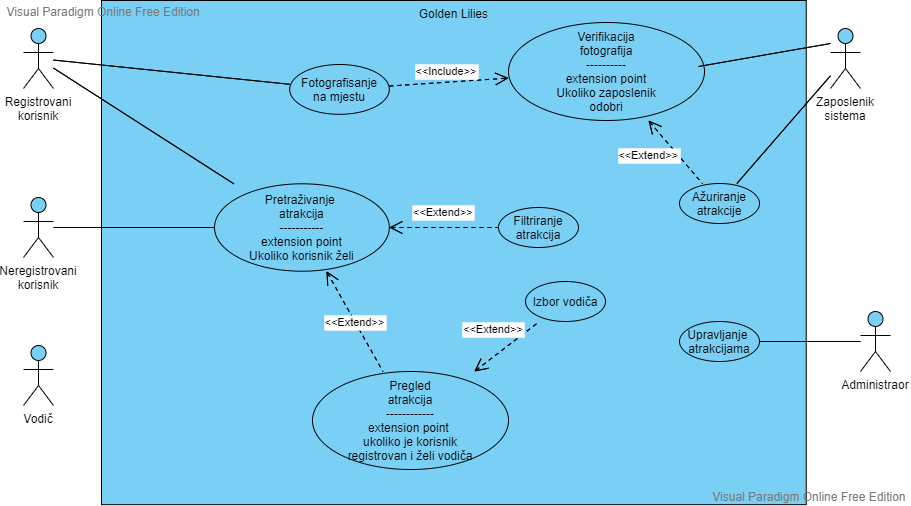 Visual Paradigm Online Free Edition
Golden Lilies
Registrovani
korisnik
Fotografisanje
na mjestu
<<Include>>
Verifikacija
fotografija
----------
extension point
Ukoliko zaposlenik
odobri
Zaposlenik
sistema
<<Extend>>
Ažuriranje
atrakcije
Pretraživanje
atrakcija
-----------
extension point
Ukoliko korisnik želi
<<Extend>>
Filtriranje
atrakcija
Neregistrovani
korisnik
Izbor vodiča
<<Extend>>
<<Extend>>
Upravljanje
atrakcijama
Administraor
Vodič
Pregled
atrakcija
------------
extension point
ukoliko je korisnik
registrovan i želi vodiča
Visual Paradigm Online Free Edition